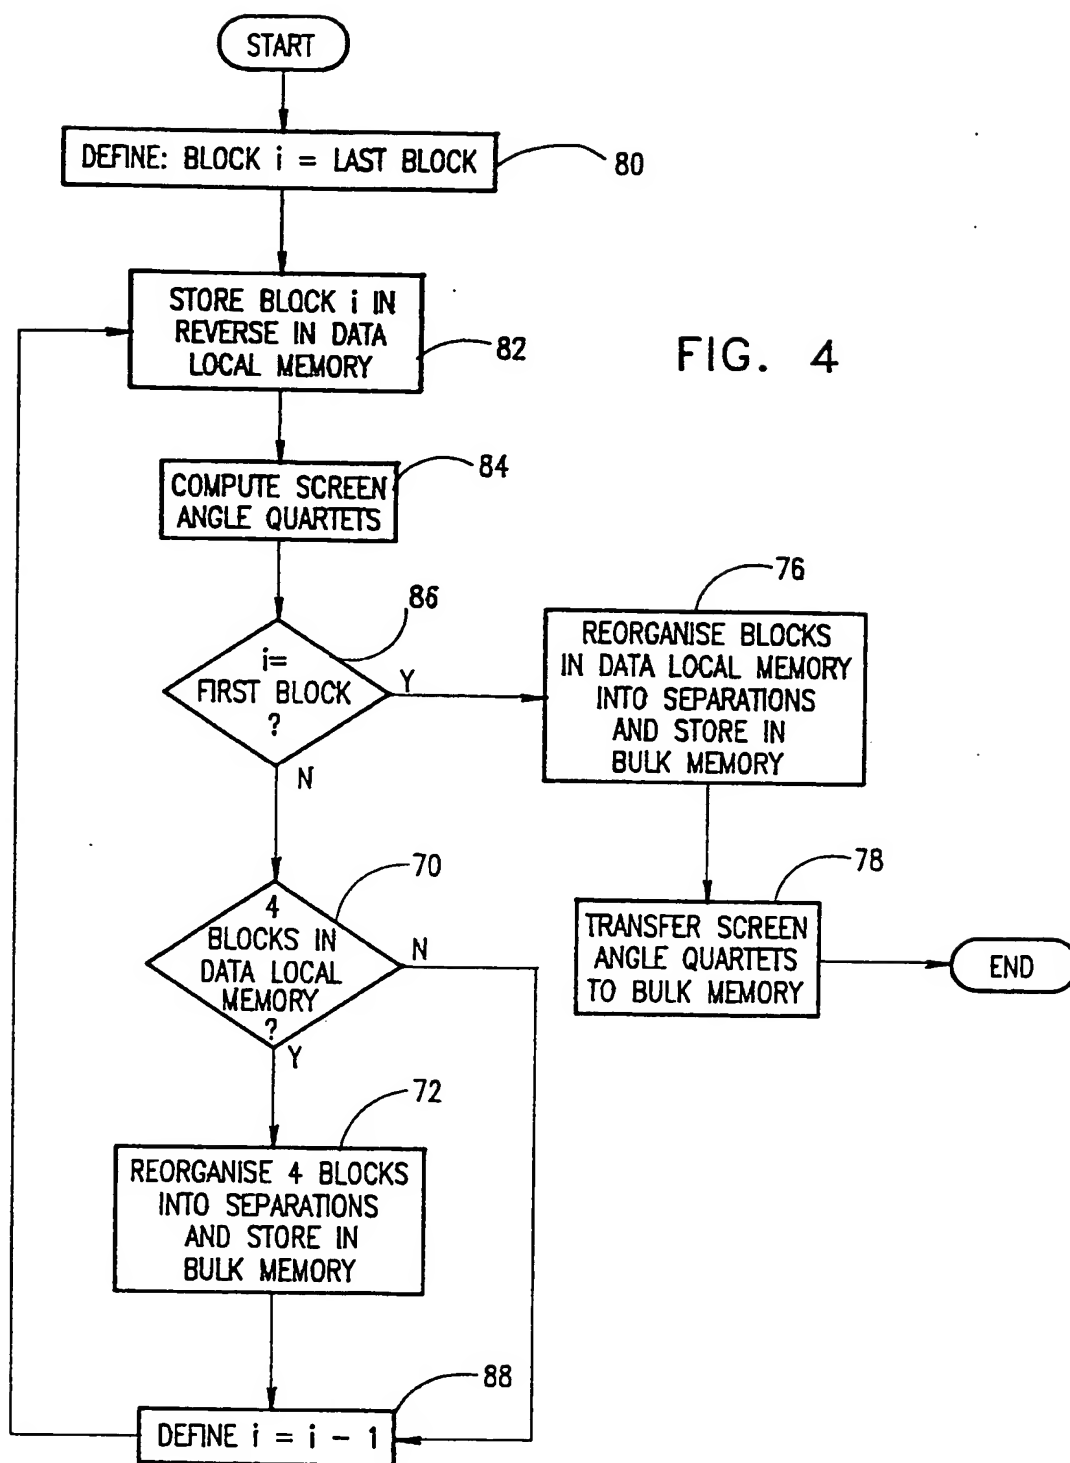 START
DEFINE: BLOCK i = LAST BLOCK
80
STORE BLOCK i IN
REVERSE IN DATA
LOCAL MEMORY
82
FIG. 4
COMPUTE SCREEN
ANGLE QUARTETS
84
i=
FIRST BLOCK
?
86
Y
N
REORGANISE BLOCKS
IN DATA LOCAL MEMORY
INTO SEPARATIONS
AND STORE IN
BULK MEMORY
76
4
BLOCKS IN
DATA LOCAL
MEMORY
?
70
N
Y
TRANSFER SCREEN
ANGLE QUARTETS
TO BULK MEMORY
78
END
REORGANISE 4 BLOCKS
INTO SEPARATIONS
AND STORE IN
BULK MEMORY
72
DEFINE i = i - 1
88